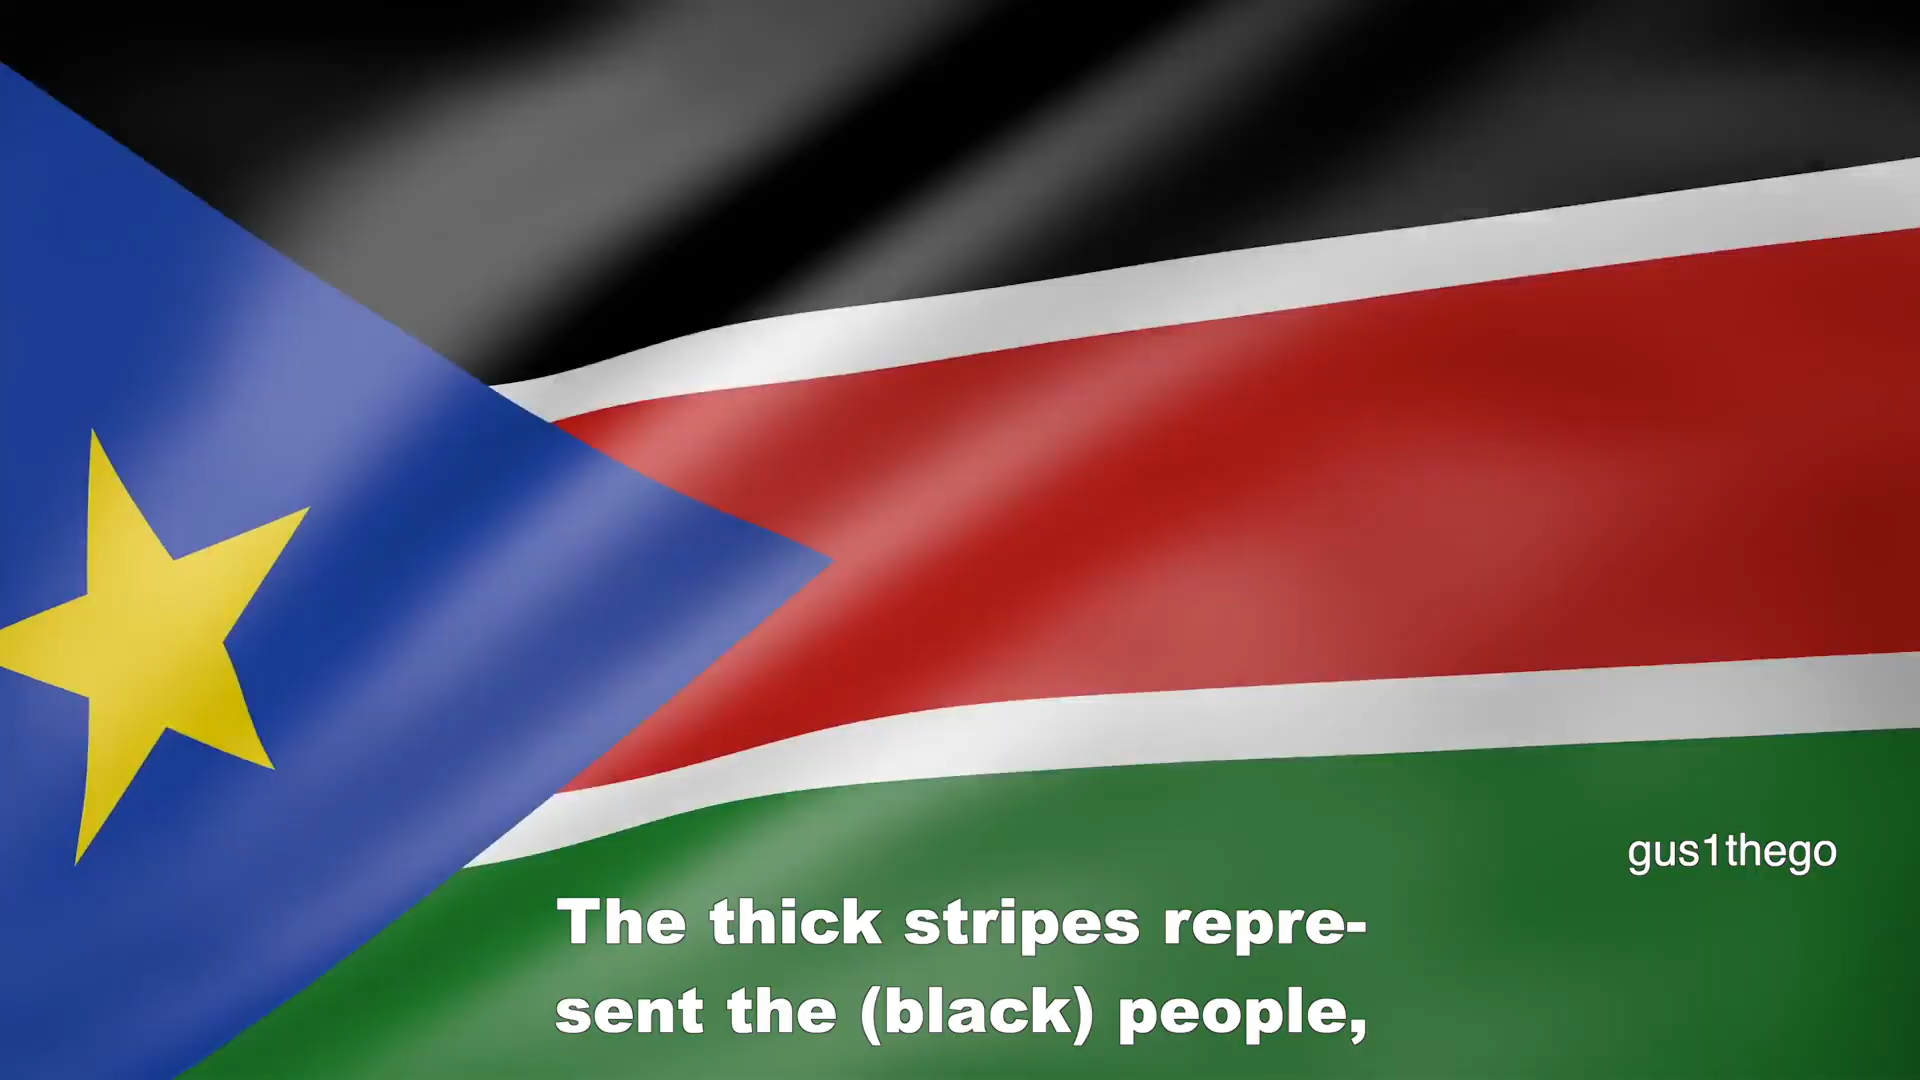 gus1thego
The thick stripes repre-
sent the (black) people,